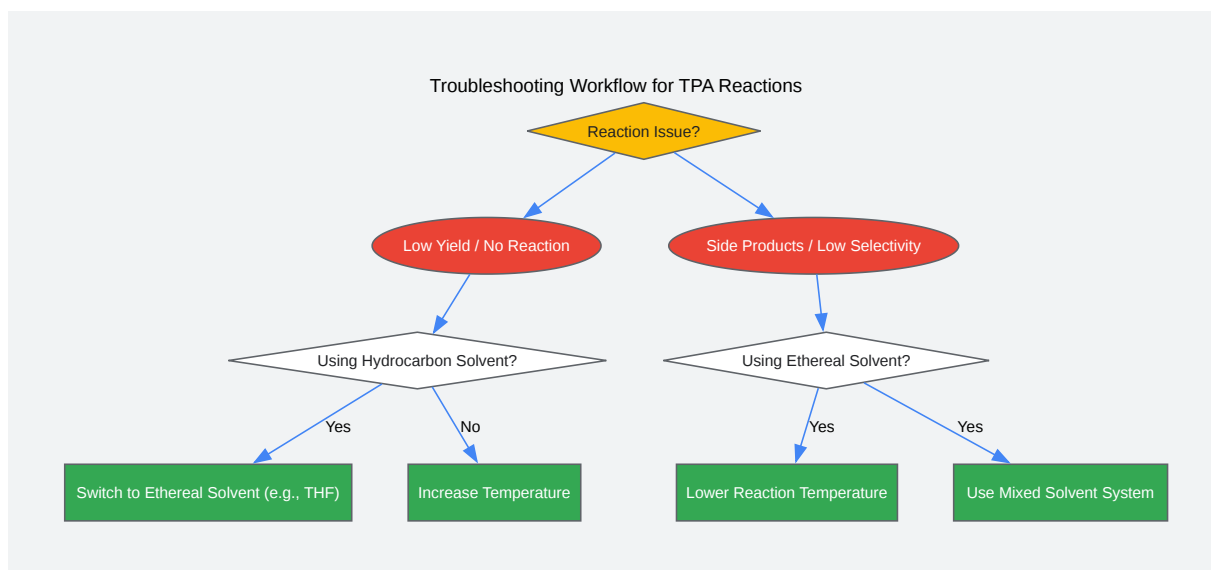 Troubleshooting Workflow for TPA Reactions
Reaction Issue?
Low Yield / No Reaction
Side Products / Low Selectivity
Using Hydrocarbon Solvent?
Using Ethereal Solvent?
Yes
No
Yes
Yes
Switch to Ethereal Solvent (e.g., THF)
Increase Temperature
Lower Reaction Temperature
Use Mixed Solvent System